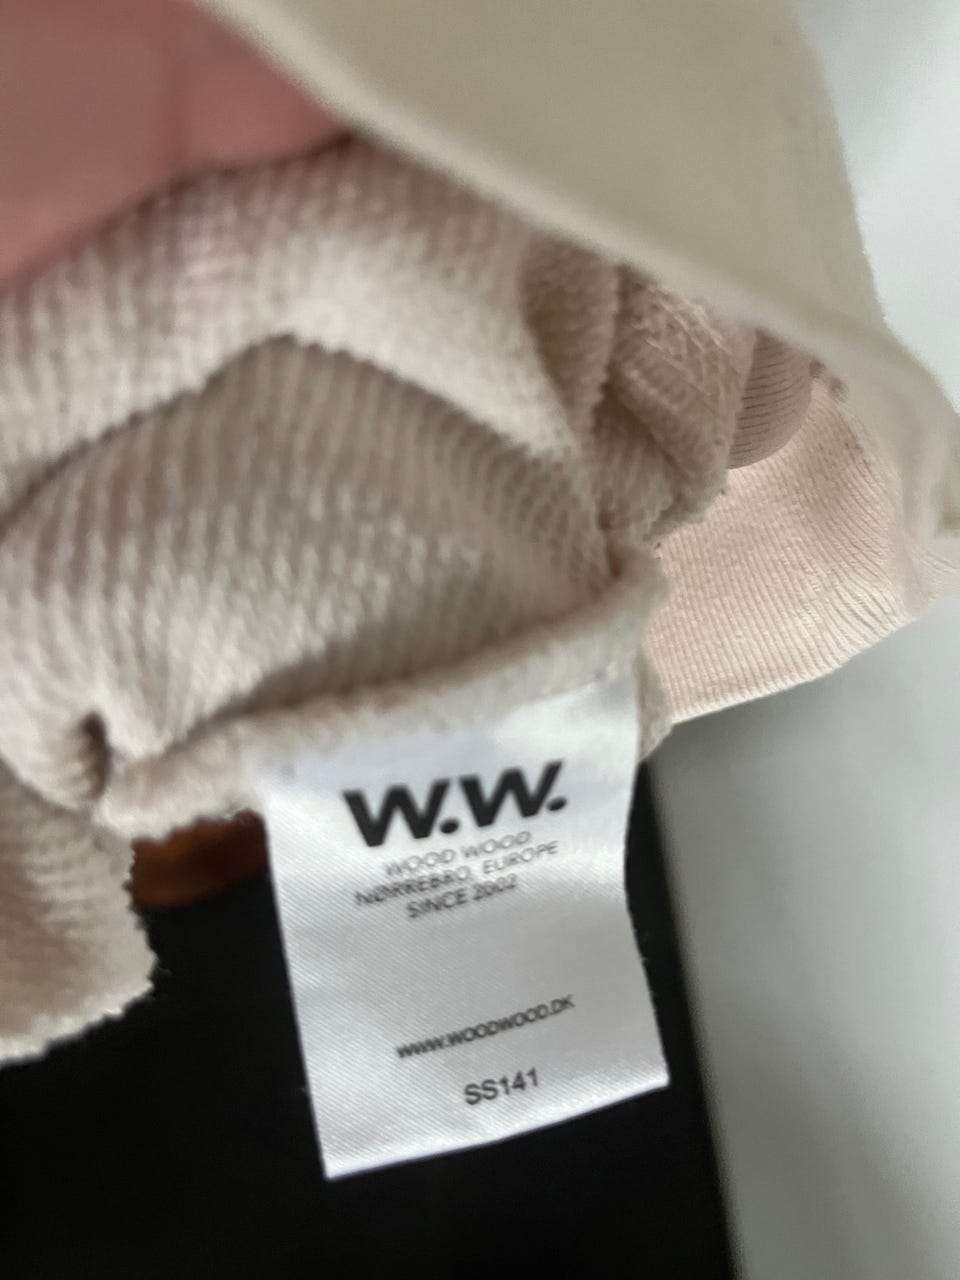 W.W.
WOOD WOOD
NØRREBRO, EUROPE
SINCE 2002
WWW.WOODWOOD.DK
SS141